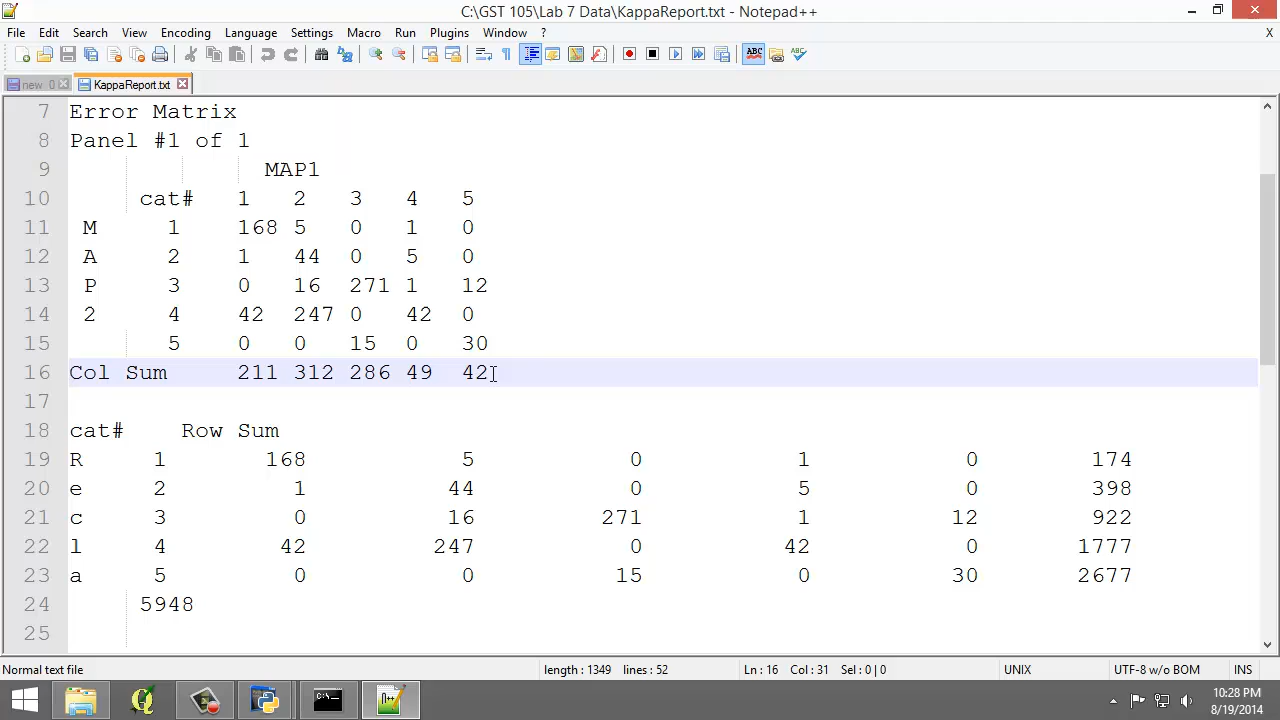 C:\GST 105\Lab 7 Data\KappaReport.txt - Notepad++
File Edit Search View Encoding Language Settings Macro Run Plugins Window ? X
new 0 KappaReport.txt
7 Error Matrix
8 Panel #1 of 1
9 MAP1
10 cat# 1 2 3 4 5
11 M 1 168 5 0 1 0
12 A 2 1 44 0 5 0
13 P 3 0 16 271 1 12
14 2 4 42 247 0 42 0
15 5 0 0 15 0 30
16 Col Sum 211 312 286 49 42
17
18 cat# Row Sum
19 R 1 168 5 0 1 0 174
20 e 2 1 44 0 5 0 398
21 c 3 0 16 271 1 12 922
22 l 4 42 247 0 42 0 1777
23 a 5 0 0 15 0 30 2677
24 5948
25
Normal text file length : 1349 lines : 52 Ln : 16 Col : 31 Sel : 0 | 0 UNIX UTF-8 w/o BOM INS
10:28 PM
8/19/2014